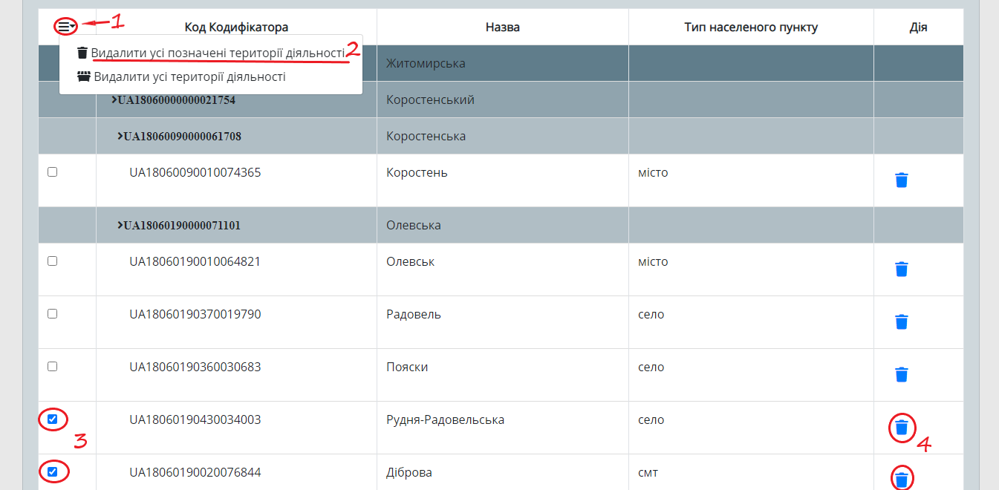 1
Код Кодифікатора Назва Тип населеного пункту Дія
Видалити усі позначені території діяльності 2
Видалити усі території діяльності
Житомирська
UA18060000000021754 Коростенський
UA18060090000061708 Коростенська
UA18060090010074365 Коростень місто
UA18060190000071101 Олевська
UA18060190010064821 Олевськ місто
UA18060190370019790 Радовель село
UA18060190360030683 Пояски село
UA18060190430034003 Рудня-Радовельська село
3 4
UA18060190020076844 Діброва смт